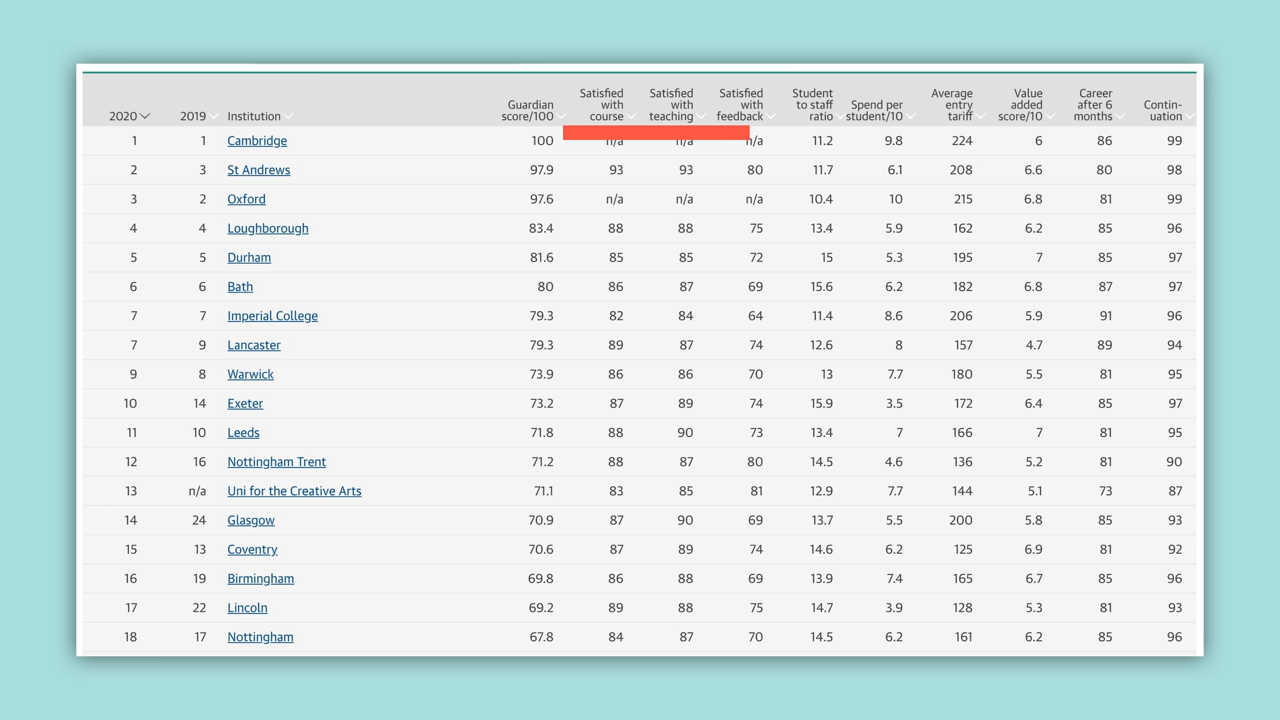 2020 2019 Institution Guardian score/100 Satisfied with course Satisfied with teaching Satisfied with feedback Student to staff ratio Spend per student/10 Average entry tariff Value added score/10 Career after 6 months Contin-uation
1 1 Cambridge 100 n/a n/a n/a 11.2 9.8 224 6 86 99
2 3 St Andrews 97.9 93 93 80 11.7 6.1 208 6.6 80 98
3 2 Oxford 97.6 n/a n/a n/a 10.4 10 215 6.8 81 99
4 4 Loughborough 83.4 88 88 75 13.4 5.9 162 6.2 85 96
5 5 Durham 81.6 85 85 72 15 5.3 195 7 85 97
6 6 Bath 80 86 87 69 15.6 6.2 182 6.8 87 97
7 7 Imperial College 79.3 82 84 64 11.4 8.6 206 5.9 91 96
7 9 Lancaster 79.3 89 87 74 12.6 8 157 4.7 89 94
9 8 Warwick 73.9 86 86 70 13 7.7 180 5.5 81 95
10 14 Exeter 73.2 87 89 74 15.9 3.5 172 6.4 85 97
11 10 Leeds 71.8 88 90 73 13.4 7 166 7 81 95
12 16 Nottingham Trent 71.2 88 87 80 14.5 4.6 136 5.2 81 90
13 n/a Uni for the Creative Arts 71.1 83 85 81 12.9 7.7 144 5.1 73 87
14 24 Glasgow 70.9 87 90 69 13.7 5.5 200 5.8 85 93
15 13 Coventry 70.6 87 89 74 14.6 6.2 125 6.9 81 92
16 19 Birmingham 69.8 86 88 69 13.9 7.4 165 6.7 85 96
17 22 Lincoln 69.2 89 88 75 14.7 3.9 128 5.3 81 93
18 17 Nottingham 67.8 84 87 70 14.5 6.2 161 6.2 85 96